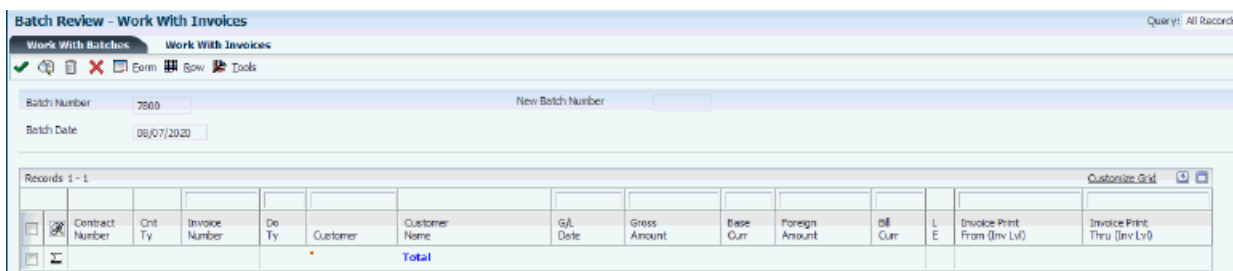 Batch Review - Work With Invoices Query: All Record
Work With Batches Work With Invoices
Form Row Tools
Batch Number 7800 New Batch Number
Batch Date 08/07/2020
Records 1 - 1 Customize Grid
Contract Number Cnt Ty Invoice Number Do Ty Customer Customer Name G/L Date Gross Amount Base Curr Foreign Amount Bill Curr L E Invoice Print From (Inv Lvl) Invoice Print Thru (Inv Lvl)
Σ Total